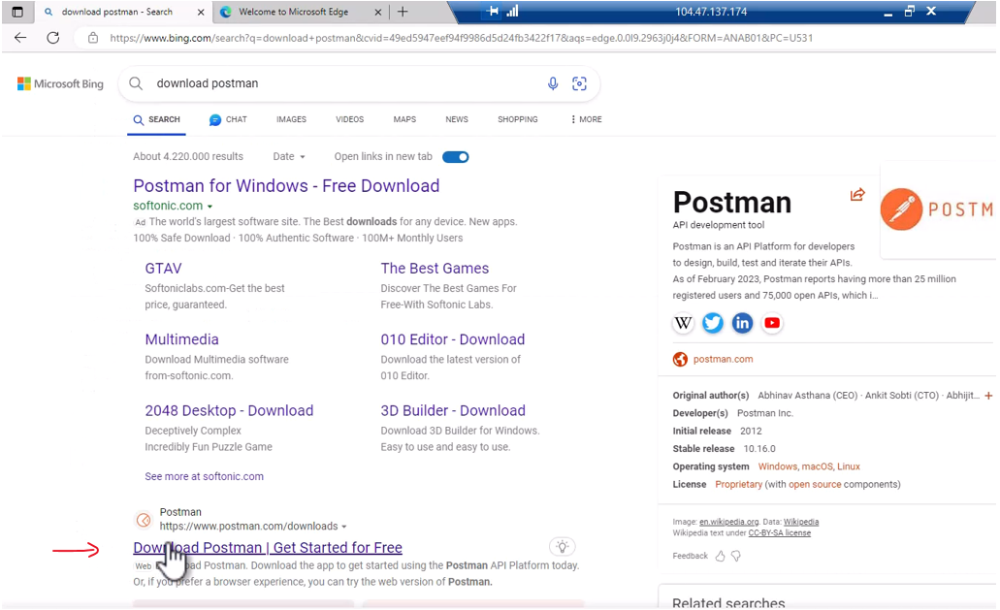 download postman - Search
Welcome to Microsoft Edge
104.47.137.174
https://www.bing.com/search?q=download+postman&cvid=49ed5947eef94f9986d5d24fb3422f17&aqs=edge.0.0l9.2963j0j4&FORM=ANAB01&PC=U531
Microsoft Bing
download postman
SEARCH
CHAT
IMAGES
VIDEOS
MAPS
NEWS
SHOPPING
MORE
About 4.220.000 results
Date
Open links in new tab
Postman for Windows - Free Download
softonic.com
Ad The world's largest software site. The Best downloads for any device. New apps.
100% Safe Download · 100% Authentic Software · 100M+ Monthly Users
GTAV
Softoniclabs.com-Get the best
price, guaranteed.
The Best Games
Discover The Best Games For
Free-With Softonic Labs.
Multimedia
Download Multimedia software
from-softonic.com.
010 Editor - Download
Download the latest version of
010 Editor.
2048 Desktop - Download
Deceptively Complex
Incredibly Fun Puzzle Game
3D Builder - Download
Download 3D Builder for Windows.
Easy to use and easy to use.
See more at softonic.com
Postman
https://www.postman.com/downloads
Download Postman | Get Started for Free
Web ad Postman. Download the app to get started using the Postman API Platform today.
Or, if you prefer a browser experience, you can try the web version of Postman.
Postman
API development tool
POSTM
Postman is an API Platform for developers
to design, build, test and iterate their APIs.
As of February 2023, Postman reports having more than 25 million
registered users and 75,000 open APIs, which i...
W
in
postman.com
Original author(s) Abhinav Asthana (CEO) · Ankit Sobti (CTO) · Abhijit... +
Developer(s) Postman Inc.
Initial release 2012
Stable release 10.16.0
Operating system Windows, macOS, Linux
License Proprietary (with open source components)
Image: en.wikipedia.org. Data: Wikipedia
Wikipedia text under CC-BY-SA license
Feedback
Related searches